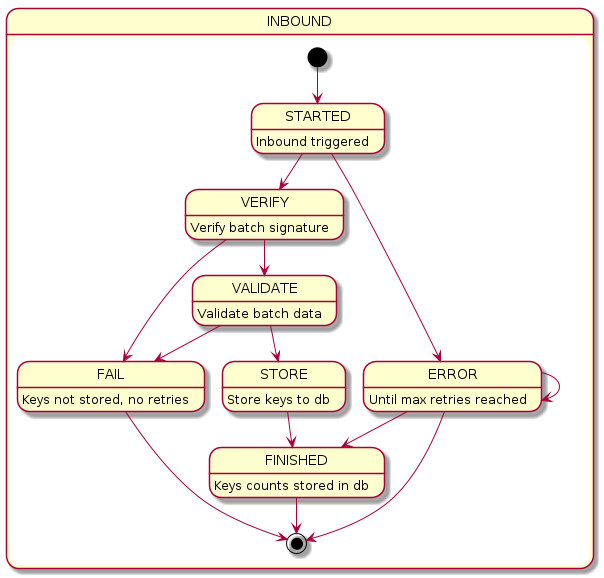 INBOUND
STARTED
Inbound triggered
VERIFY
Verify batch signature
VALIDATE
Validate batch data
FAIL
Keys not stored, no retries
STORE
Store keys to db
ERROR
Until max retries reached
FINISHED
Keys counts stored in db